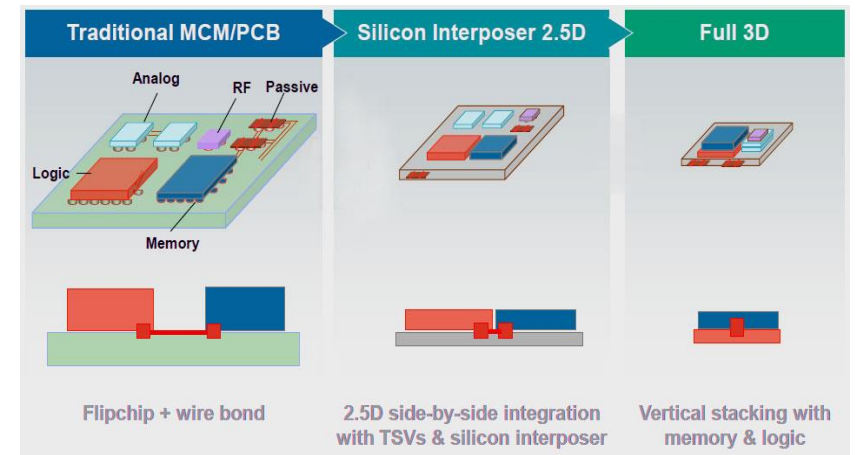 Traditional MCM/PCB
Silicon Interposer 2.5D
Full 3D
Analog
RF
Passive
Logic
Memory
Flipchip + wire bond
2.5D side-by-side integration
with TSVs & silicon interposer
Vertical stacking with
memory & logic